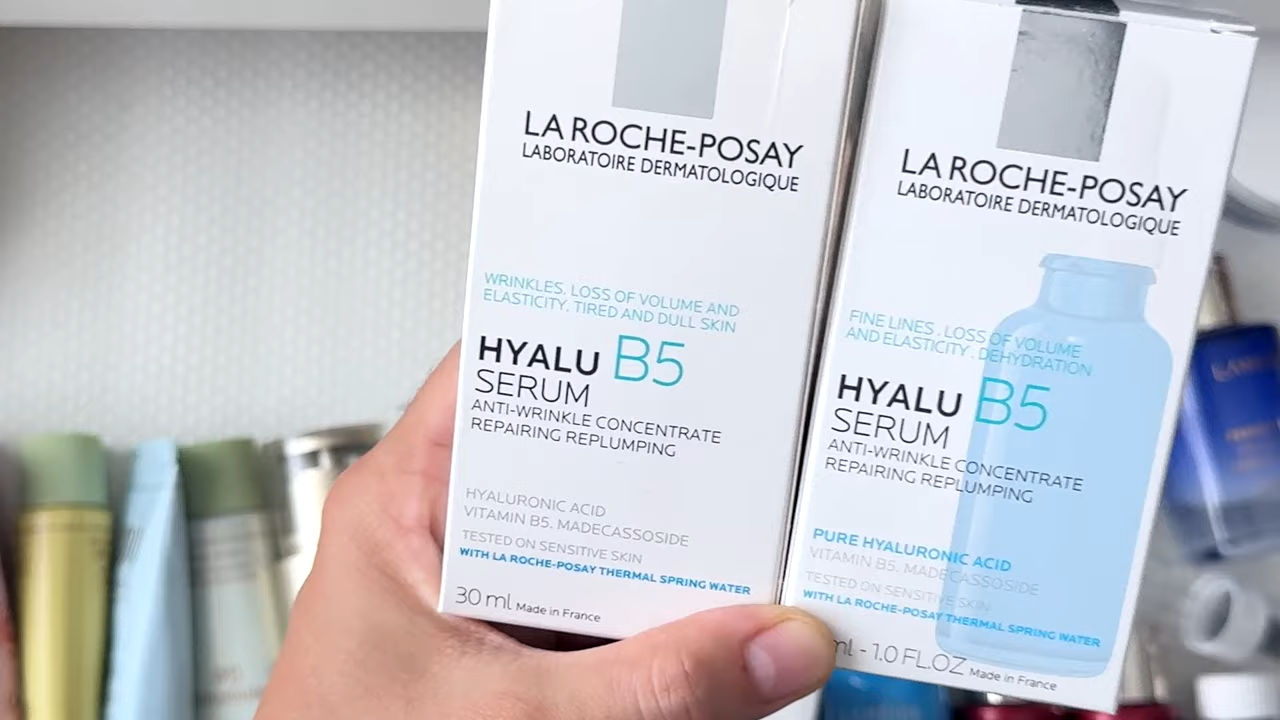 LA ROCHE-POSAY
LABORATOIRE DERMATOLOGIQUE
WRINKLES, LOSS OF VOLUME AND
ELASTICITY, TIRED AND DULL SKIN
HYALU B5
SERUM
ANTI-WRINKLE CONCENTRATE
REPAIRING REPLUMPING
HYALURONIC ACID
VITAMIN B5. MADECASSOSIDE
TESTED ON SENSITIVE SKIN
WITH LA ROCHE-POSAY THERMAL SPRING WATER
30 ml Made in France
LA ROCHE-POSAY
LABORATOIRE DERMATOLOGIQUE
FINE LINES . LOSS OF VOLUME
AND ELASTICITY . DEHYDRATION
HYALU B5
SERUM
ANTI-WRINKLE CONCENTRATE
REPAIRING REPLUMPING
PURE HYALURONIC ACID
VITAMIN B5. MADECASSOSIDE
TESTED ON SENSITIVE SKIN
WITH LA ROCHE-POSAY THERMAL SPRING WATER
ml - 1.0 FL.OZ Made in France